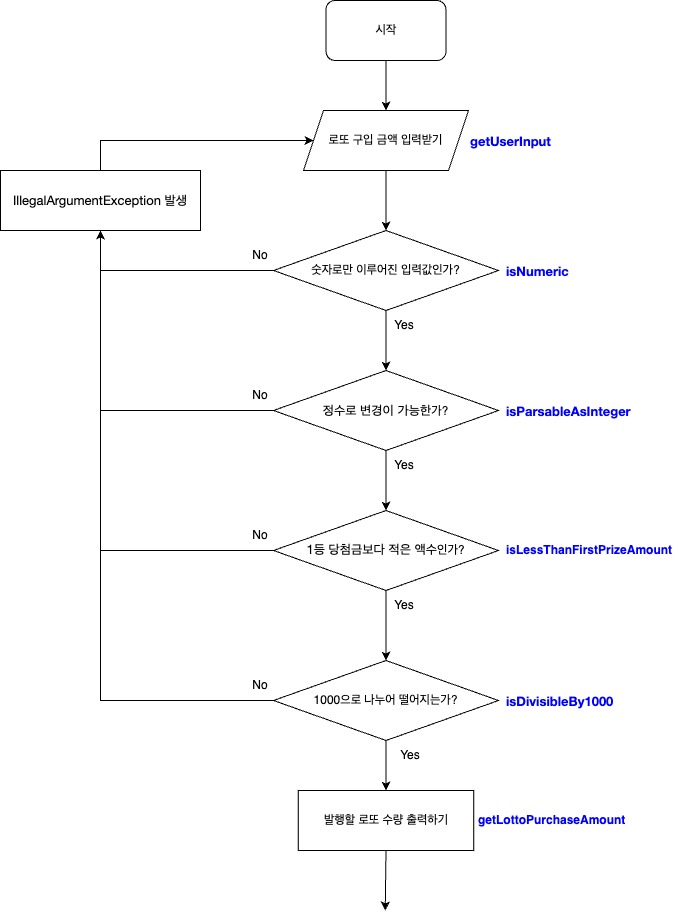 시작
로또 구입 금액 입력받기
getUserInput
IllegalArgumentException 발생
No
숫자로만 이루어진 입력값인가?
isNumeric
Yes
No
정수로 변경이 가능한가?
isParsableAsInteger
Yes
No
1등 당첨금보다 적은 액수인가?
isLessThanFirstPrizeAmount
Yes
No
1000으로 나누어 떨어지는가?
isDivisibleBy1000
Yes
발행할 로또 수량 출력하기
getLottoPurchaseAmount